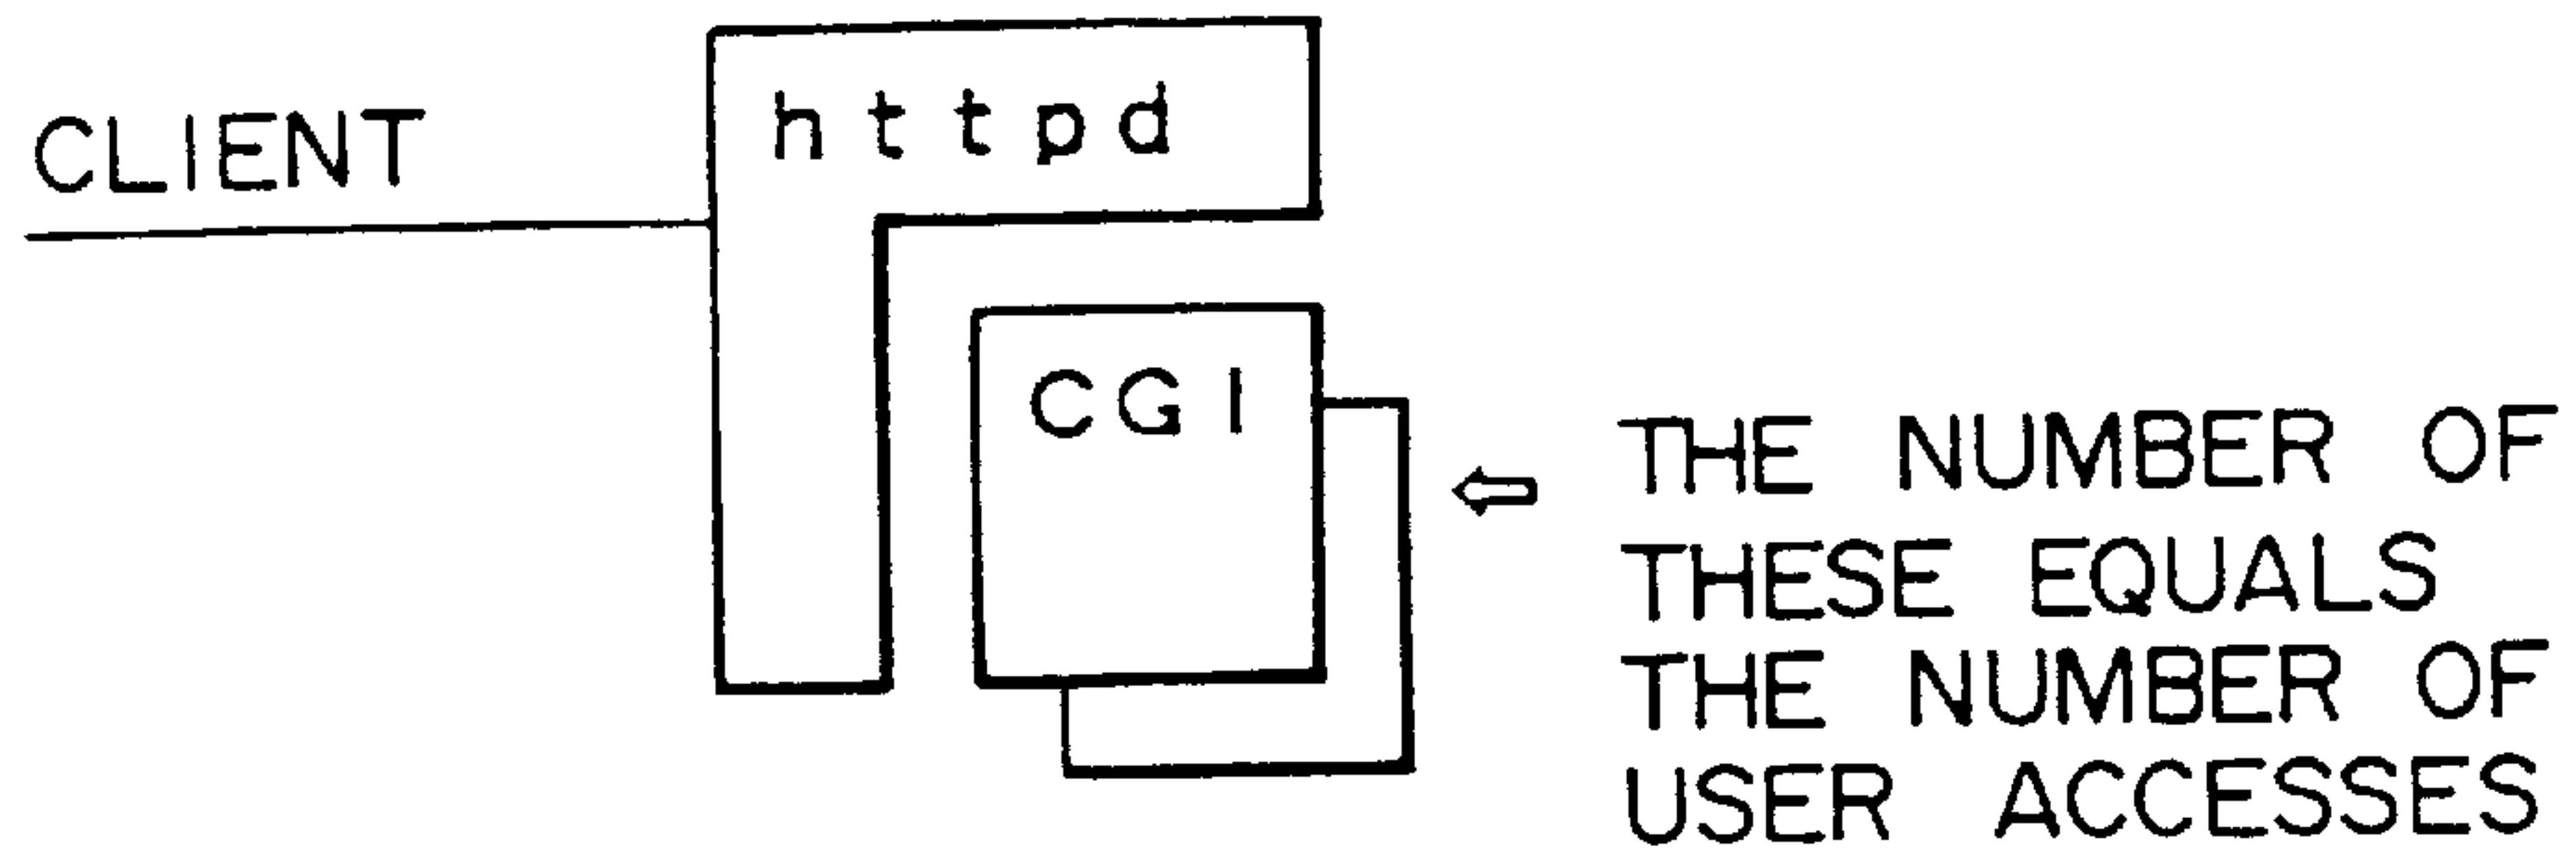 CLIENT
httpd
CGI
THE NUMBER OF
THESE EQUALS
THE NUMBER OF
USER ACCESSES